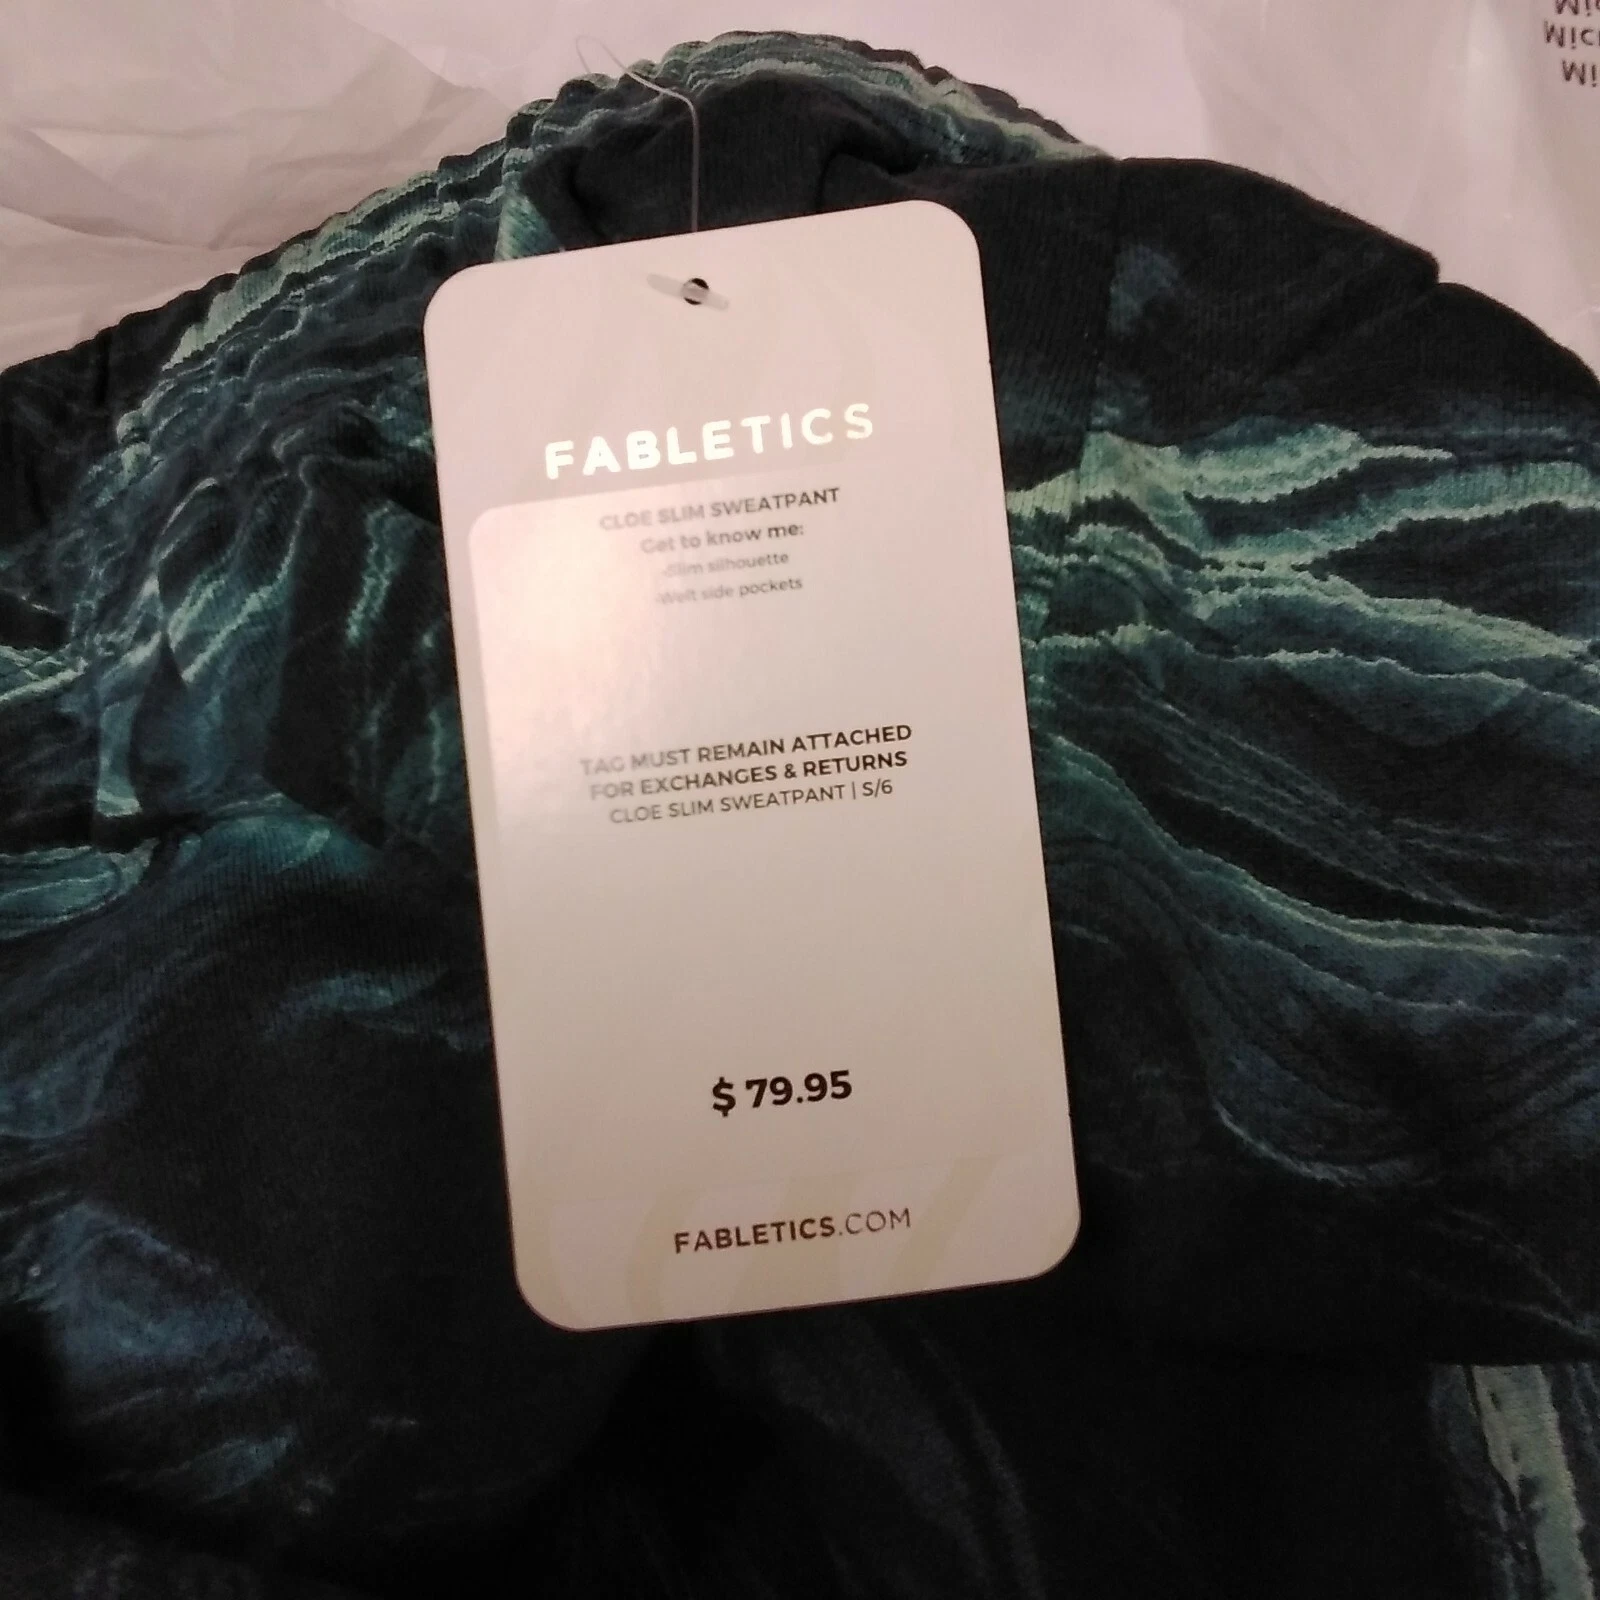 FABLETICS
CLOE SLIM SWEATPANT
Get to know me:
-Slim silhouette
-Welt side pockets
TAG MUST REMAIN ATTACHED
FOR EXCHANGES & RETURNS
CLOE SLIM SWEATPANT | S/6
$ 79.95
FABLETICS.COM